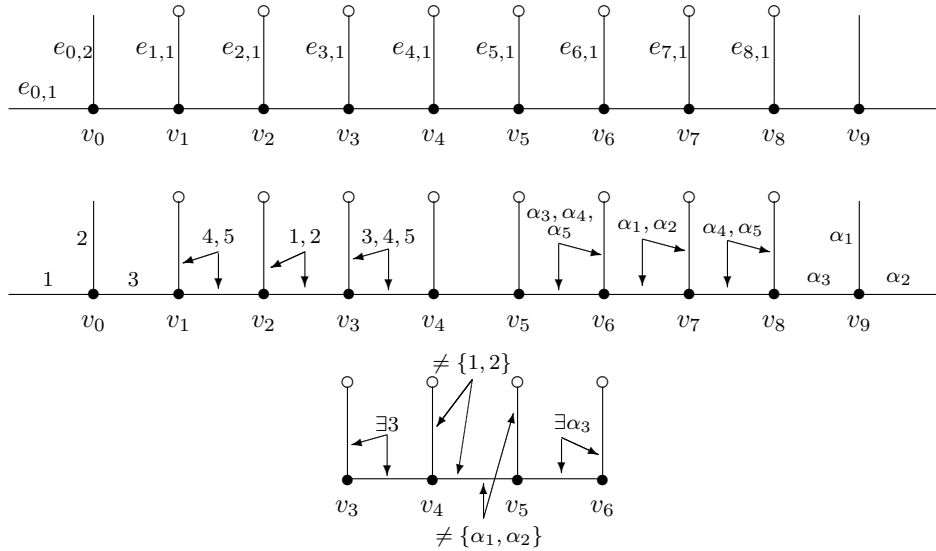 e_{0,2} e_{1,1} e_{2,1} e_{3,1} e_{4,1} e_{5,1} e_{6,1} e_{7,1} e_{8,1}
e_{0,1}
v_0 v_1 v_2 v_3 v_4 v_5 v_6 v_7 v_8 v_9
α_3, α_4,
2 4, 5 1, 2 3, 4, 5 α_5 α_1, α_2 α_4, α_5 α_1
1 3 α_3 α_2
v_0 v_1 v_2 v_3 v_4 v_5 v_6 v_7 v_8 v_9
≠ {1, 2}
∃3 ∃α_3
v_3 v_4 v_5 v_6
≠ {α_1, α_2}